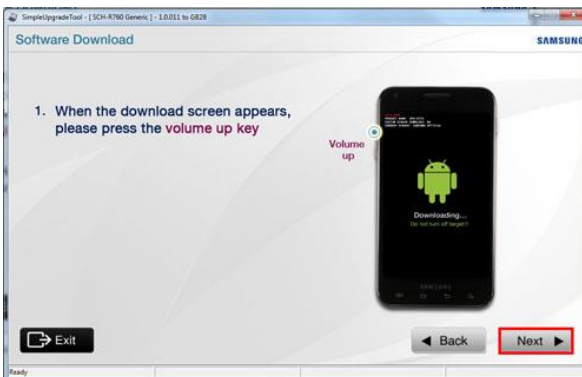 SimpleUpgradeTool - [ SCH-R760 Generic ] - 1.0.011 to GB28
Software Download
SAMSUNG
1. When the download screen appears,
please press the volume up key
Volume
up
Downloading...
Do not turn off target!!
SAMSUNG
Exit
Back
Next
Ready